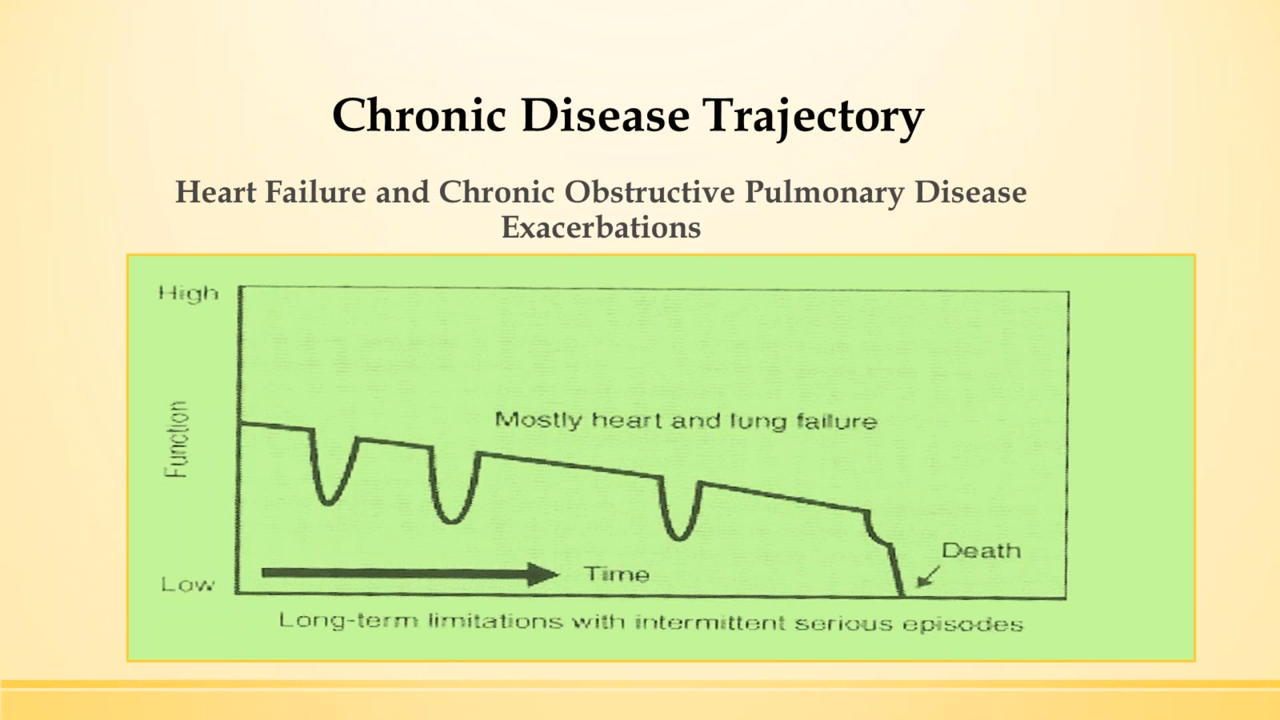 Chronic Disease Trajectory
Heart Failure and Chronic Obstructive Pulmonary Disease
Exacerbations
High
Function
Mostly heart and lung failure
Death
Low
Time
Long-term limitations with intermittent serious episodes